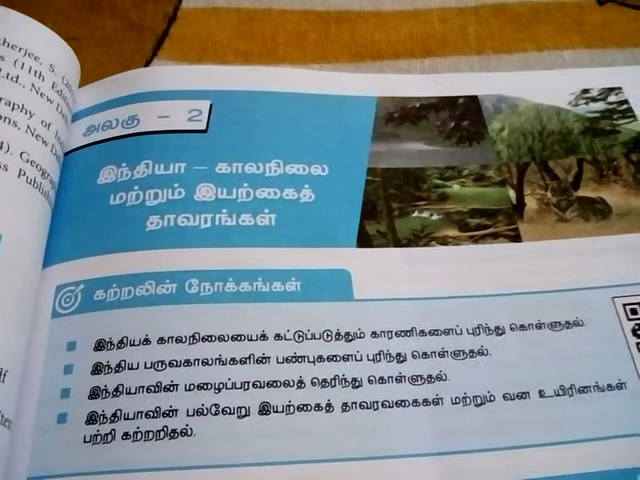 அலகு – 2
இந்தியா – காலநிலை
மற்றும் இயற்கைத்
தாவரங்கள்
கற்றலின் நோக்கங்கள்
இந்தியக் காலநிலையைக் கட்டுப்படுத்தும் காரணிகளைப் புரிந்து கொள்ளுதல்.
இந்திய பருவகாலங்களின் பண்புகளைப் புரிந்து கொள்ளுதல்.
இந்தியாவின் மழைப்பரவலைத் தெரிந்து கொள்ளுதல்.
இந்தியாவின் பல்வேறு இயற்கைத் தாவரவகைகள் மற்றும் வன உயிரினங்கள்
பற்றி கற்றறிதல்.